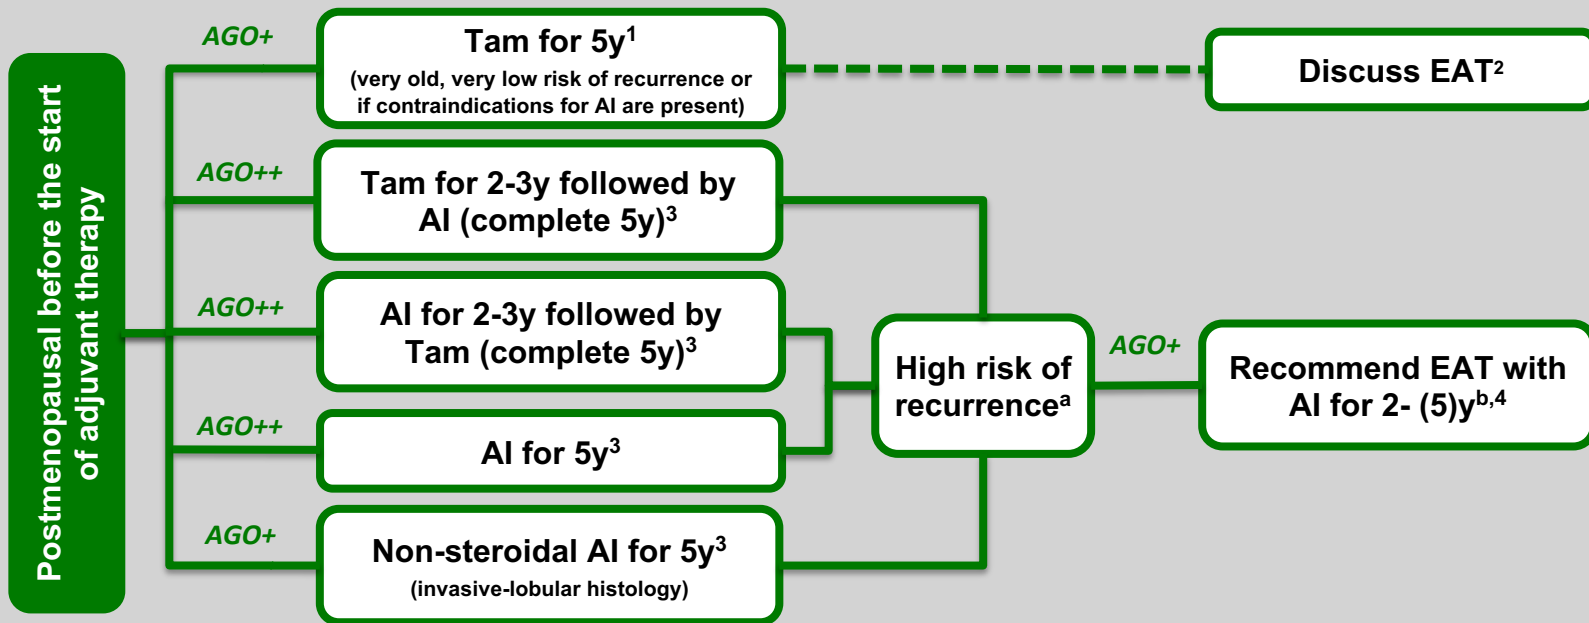 Postmenopausal before the start
of adjuvant therapy
AGO+
Tam for 5y¹
(very old, very low risk of recurrence or
if contraindications for AI are present)
Discuss EAT²
AGO++
Tam for 2-3y followed by
AI (complete 5y)³
AGO++
AI for 2-3y followed by
Tam (complete 5y)³
AGO++
AI for 5y³
AGO+
Non-steroidal AI for 5y³
(invasive-lobular histology)
High risk of
recurrenceᵃ
AGO+
Recommend EAT with
AI for 2- (5)yᵇ,⁴